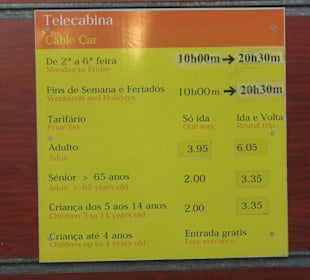 Telecabina
Cable Car
De 2ª a 6ª feira 10h00m → 20h30m
Monday to Friday
Fins de Semana e Feriados 10h00m → 20h30m
Weekends and Holidays
Tarifário Só ida Ida e Volta
Price list One way Round trip
Adulto 3.95 6.05
Adult
Sénior > 65 anos 2.00 3.35
Adult > 65 years old
Criança dos 5 aos 14 anos 2.00 3.35
Children 5 to 14 years old
Criança até 4 anos Entrada grátis
Children up to 4 years old Free entrance